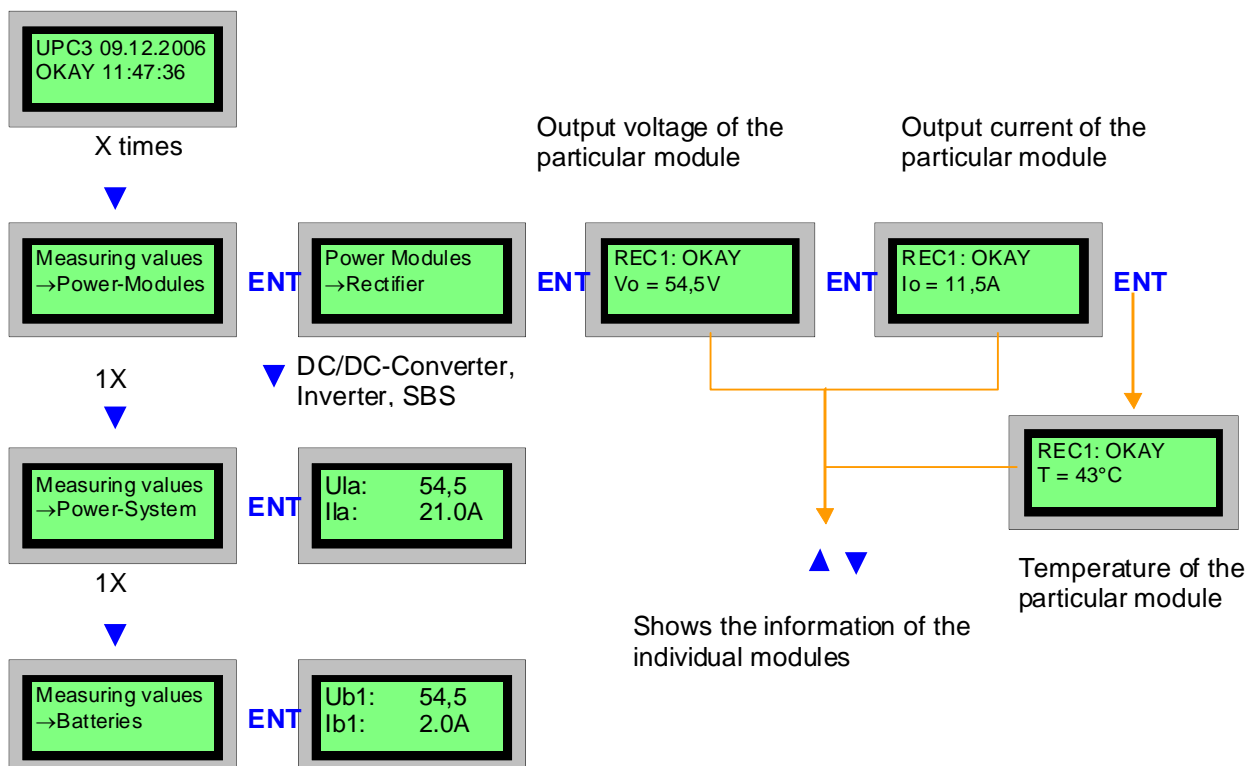 UPC3 09.12.2006
OKAY 11:47:36
X times
Output voltage of the
particular module
Output current of the
particular module
Measuring values
→Power-Modules
ENT
Power Modules
→Rectifier
ENT
REC1: OKAY
Vo = 54,5V
ENT
REC1: OKAY
Io = 11,5A
ENT
1X
DC/DC-Converter,
Inverter, SBS
Measuring values
→Power-System
ENT
Ula: 54,5
Ila: 21.0A
REC1: OKAY
T = 43°C
1X
Temperature of the
particular module
Shows the information of the
individual modules
Measuring values
→Batteries
ENT
Ub1: 54,5
Ib1: 2.0A